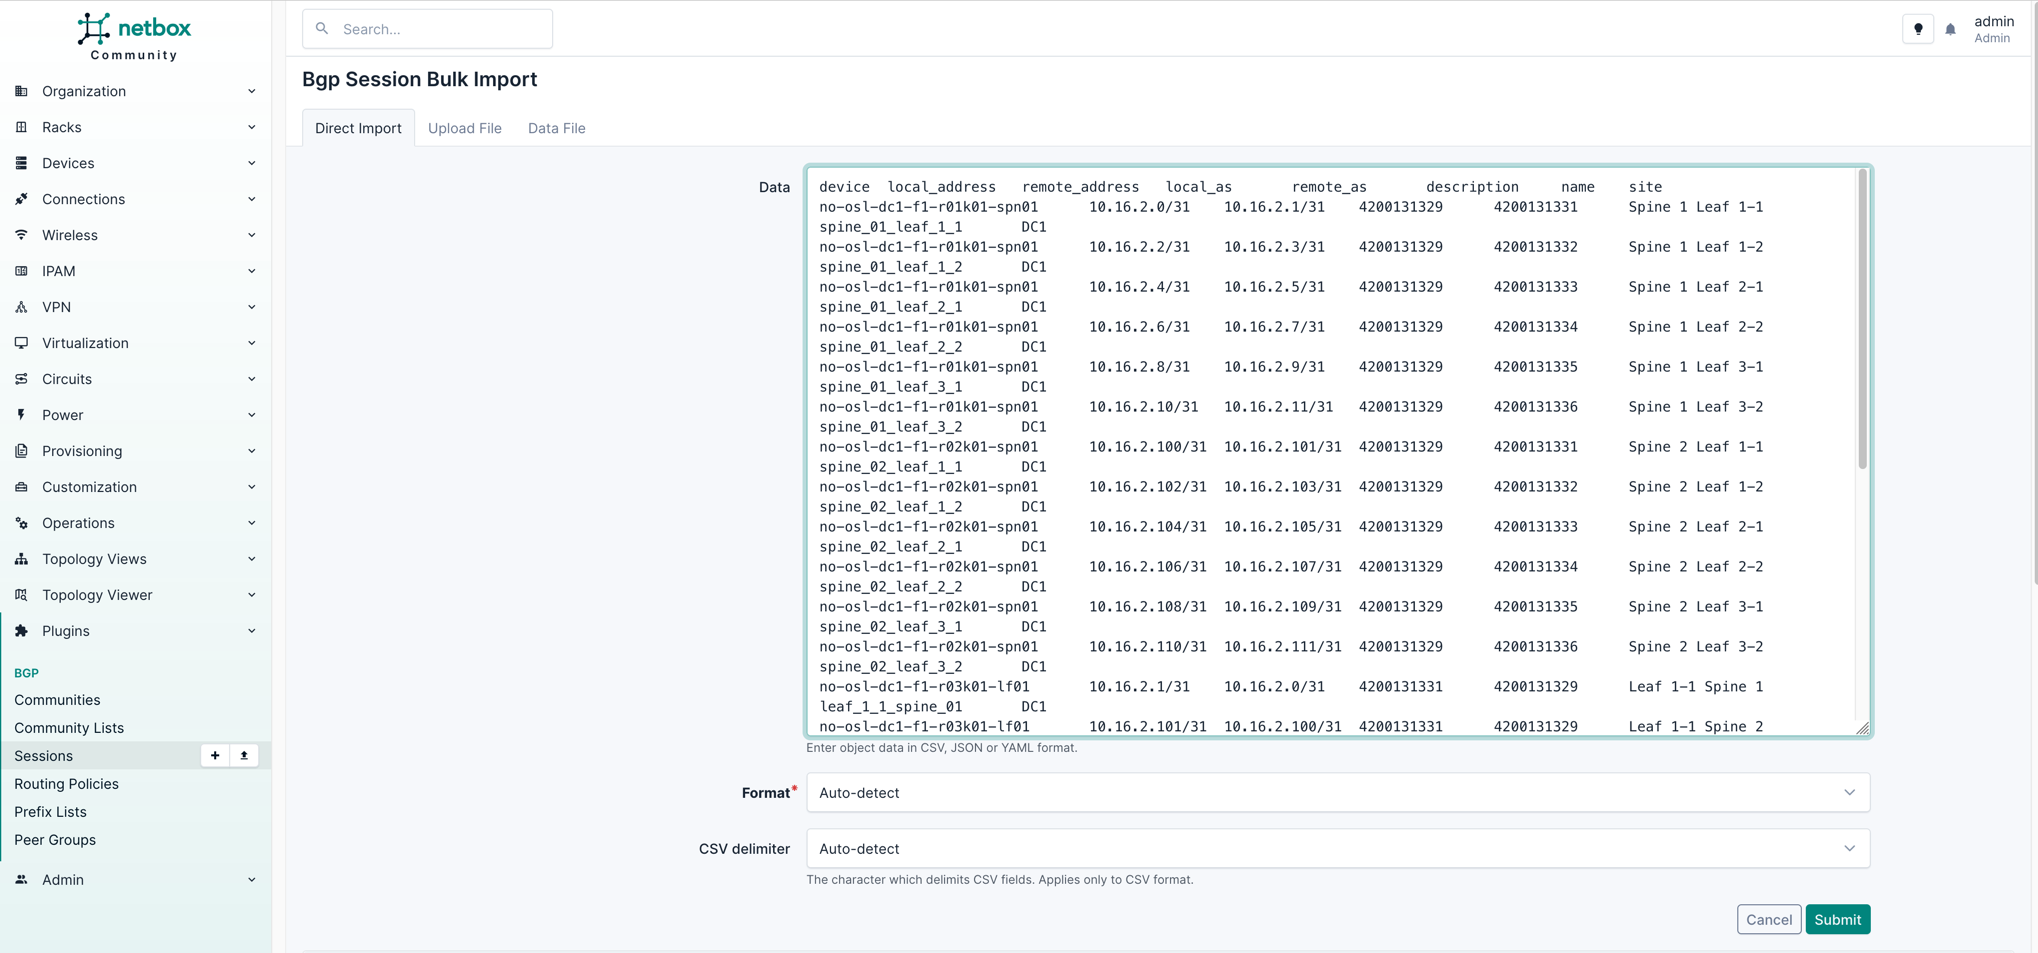 netbox
Community
Search...
admin
Admin
Organization
Racks
Devices
Connections
Wireless
IPAM
VPN
Virtualization
Circuits
Power
Provisioning
Customization
Operations
Topology Views
Topology Viewer
Plugins
BGP
Communities
Community Lists
Sessions
Routing Policies
Prefix Lists
Peer Groups
Admin
Bgp Session Bulk Import
Direct Import Upload File Data File
Data
device local_address remote_address local_as remote_as description name site
no-osl-dc1-f1-r01k01-spn01 10.16.2.0/31 10.16.2.1/31 4200131329 4200131331 Spine 1 Leaf 1-1
spine_01_leaf_1_1 DC1
no-osl-dc1-f1-r01k01-spn01 10.16.2.2/31 10.16.2.3/31 4200131329 4200131332 Spine 1 Leaf 1-2
spine_01_leaf_1_2 DC1
no-osl-dc1-f1-r01k01-spn01 10.16.2.4/31 10.16.2.5/31 4200131329 4200131333 Spine 1 Leaf 2-1
spine_01_leaf_2_1 DC1
no-osl-dc1-f1-r01k01-spn01 10.16.2.6/31 10.16.2.7/31 4200131329 4200131334 Spine 1 Leaf 2-2
spine_01_leaf_2_2 DC1
no-osl-dc1-f1-r01k01-spn01 10.16.2.8/31 10.16.2.9/31 4200131329 4200131335 Spine 1 Leaf 3-1
spine_01_leaf_3_1 DC1
no-osl-dc1-f1-r01k01-spn01 10.16.2.10/31 10.16.2.11/31 4200131329 4200131336 Spine 1 Leaf 3-2
spine_01_leaf_3_2 DC1
no-osl-dc1-f1-r02k01-spn01 10.16.2.100/31 10.16.2.101/31 4200131329 4200131331 Spine 2 Leaf 1-1
spine_02_leaf_1_1 DC1
no-osl-dc1-f1-r02k01-spn01 10.16.2.102/31 10.16.2.103/31 4200131329 4200131332 Spine 2 Leaf 1-2
spine_02_leaf_1_2 DC1
no-osl-dc1-f1-r02k01-spn01 10.16.2.104/31 10.16.2.105/31 4200131329 4200131333 Spine 2 Leaf 2-1
spine_02_leaf_2_1 DC1
no-osl-dc1-f1-r02k01-spn01 10.16.2.106/31 10.16.2.107/31 4200131329 4200131334 Spine 2 Leaf 2-2
spine_02_leaf_2_2 DC1
no-osl-dc1-f1-r02k01-spn01 10.16.2.108/31 10.16.2.109/31 4200131329 4200131335 Spine 2 Leaf 3-1
spine_02_leaf_3_1 DC1
no-osl-dc1-f1-r02k01-spn01 10.16.2.110/31 10.16.2.111/31 4200131329 4200131336 Spine 2 Leaf 3-2
spine_02_leaf_3_2 DC1
no-osl-dc1-f1-r03k01-lf01 10.16.2.1/31 10.16.2.0/31 4200131331 4200131329 Leaf 1-1 Spine 1
leaf_1_1_spine_01 DC1
no-osl-dc1-f1-r03k01-lf01 10.16.2.101/31 10.16.2.100/31 4200131331 4200131329 Leaf 1-1 Spine 2
Enter object data in CSV, JSON or YAML format.
Format* Auto-detect
CSV delimiter Auto-detect
The character which delimits CSV fields. Applies only to CSV format.
Cancel Submit